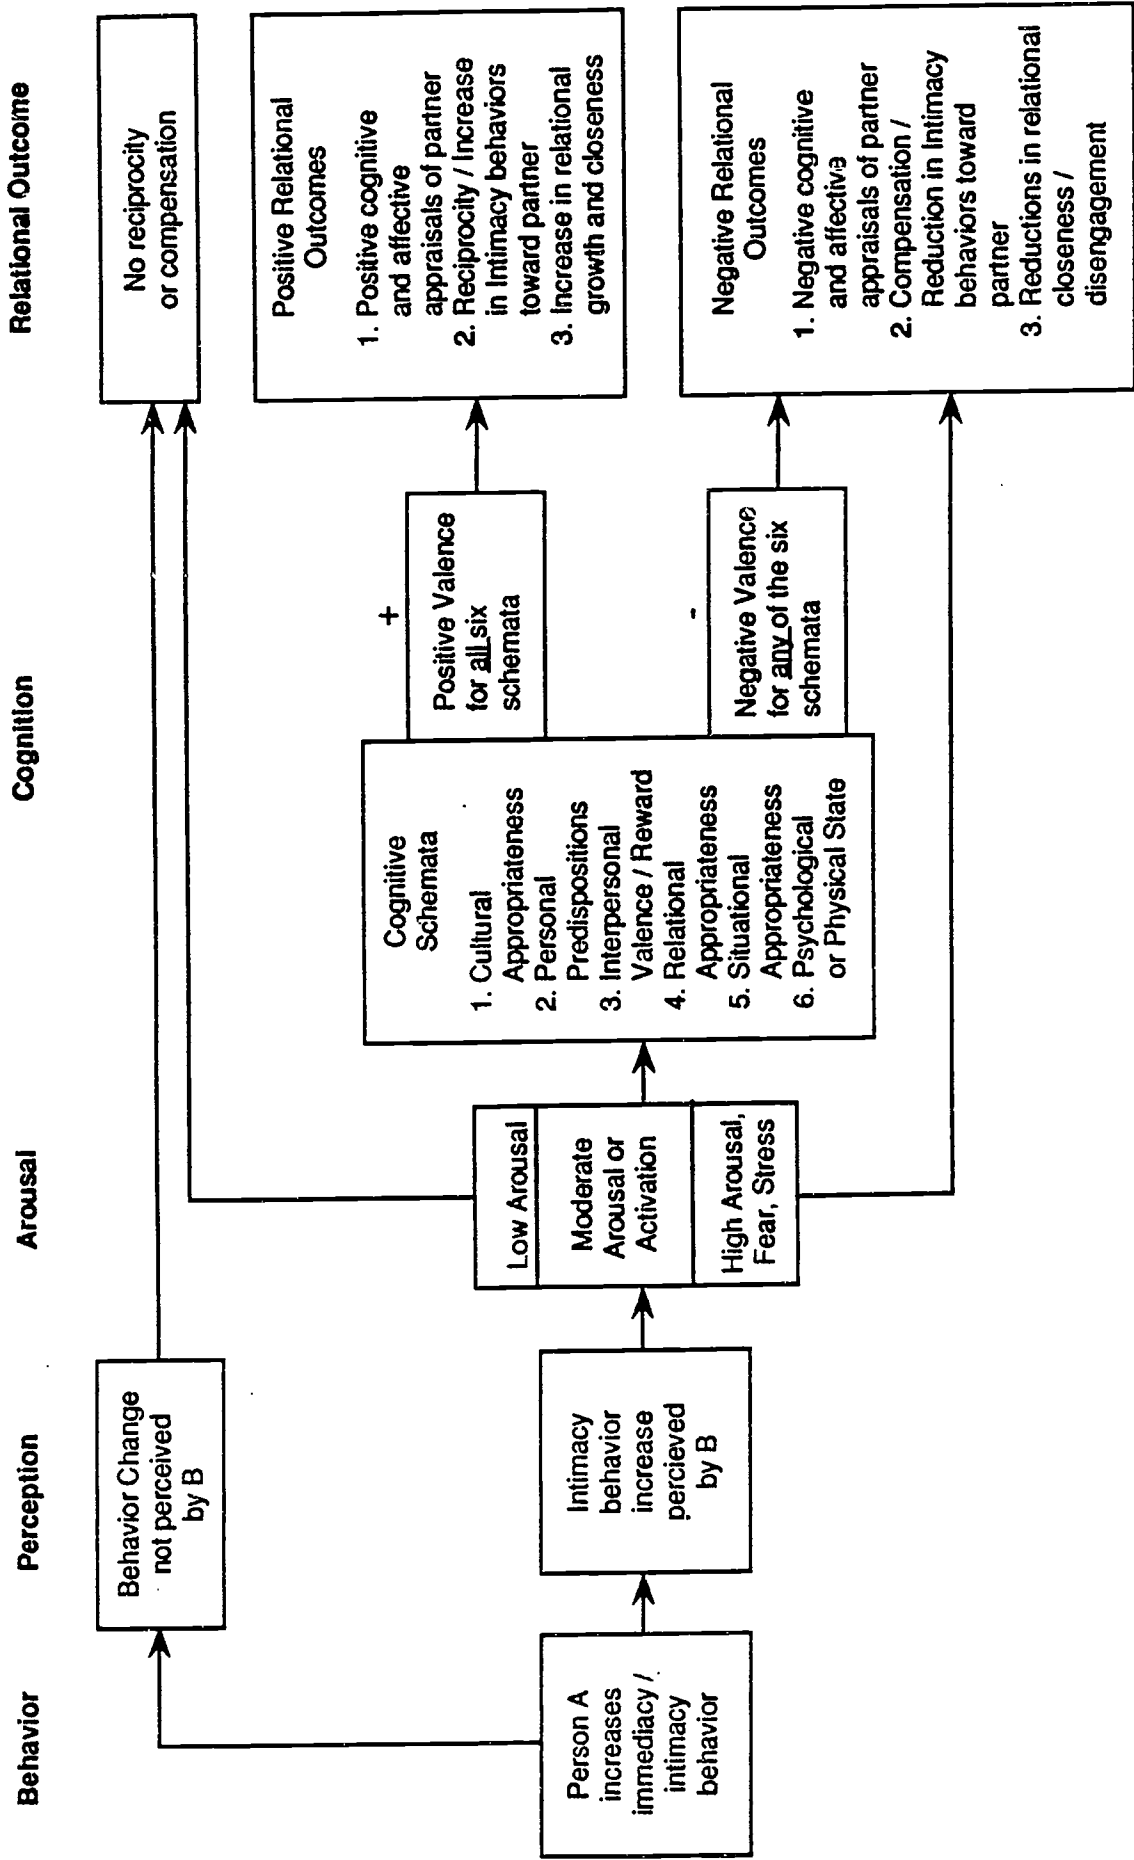 Behavior
Perception
Arousal
Cognition
Relational Outcome
Person A
increases
immediacy /
intimacy
behavior
Behavior Change
not perceived
by B
Intimacy
behavior
increase
percieved
by B
Low Arousal
Moderate
Arousal or
Activation
High Arousal,
Fear, Stress
Cognitive
Schemata
1. Cultural
Appropriateness
2. Personal
Predispositions
3. Interpersonal
Valence / Reward
4. Relational
Appropriateness
5. Situational
Appropriateness
6. Psychological
or Physical State
+
Positive Valence
for all six
schemata
-
Negative Valence
for any of the six
schemata
No reciprocity
or compensation
Positive Relational
Outcomes
1. Positive cognitive
and affective
appraisals of partner
2. Reciprocity / Increase
in Intimacy behaviors
toward partner
3. Increase in relational
growth and closeness
Negative Relational
Outcomes
1. Negative cognitive
and affective
appraisals of partner
2. Compensation /
Reduction in Intimacy
behaviors toward
partner
3. Reductions in relational
closeness /
disengagement